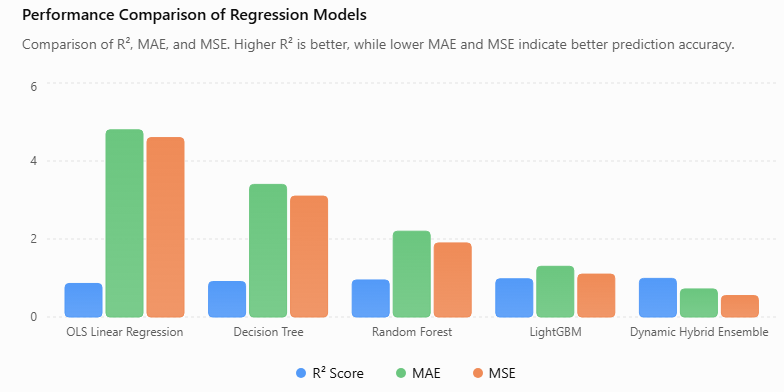 Performance Comparison of Regression Models
Comparison of R², MAE, and MSE. Higher R² is better, while lower MAE and MSE indicate better prediction accuracy.
6
4
2
0
OLS Linear Regression
Decision Tree
Random Forest
LightGBM
Dynamic Hybrid Ensemble
R² Score
MAE
MSE